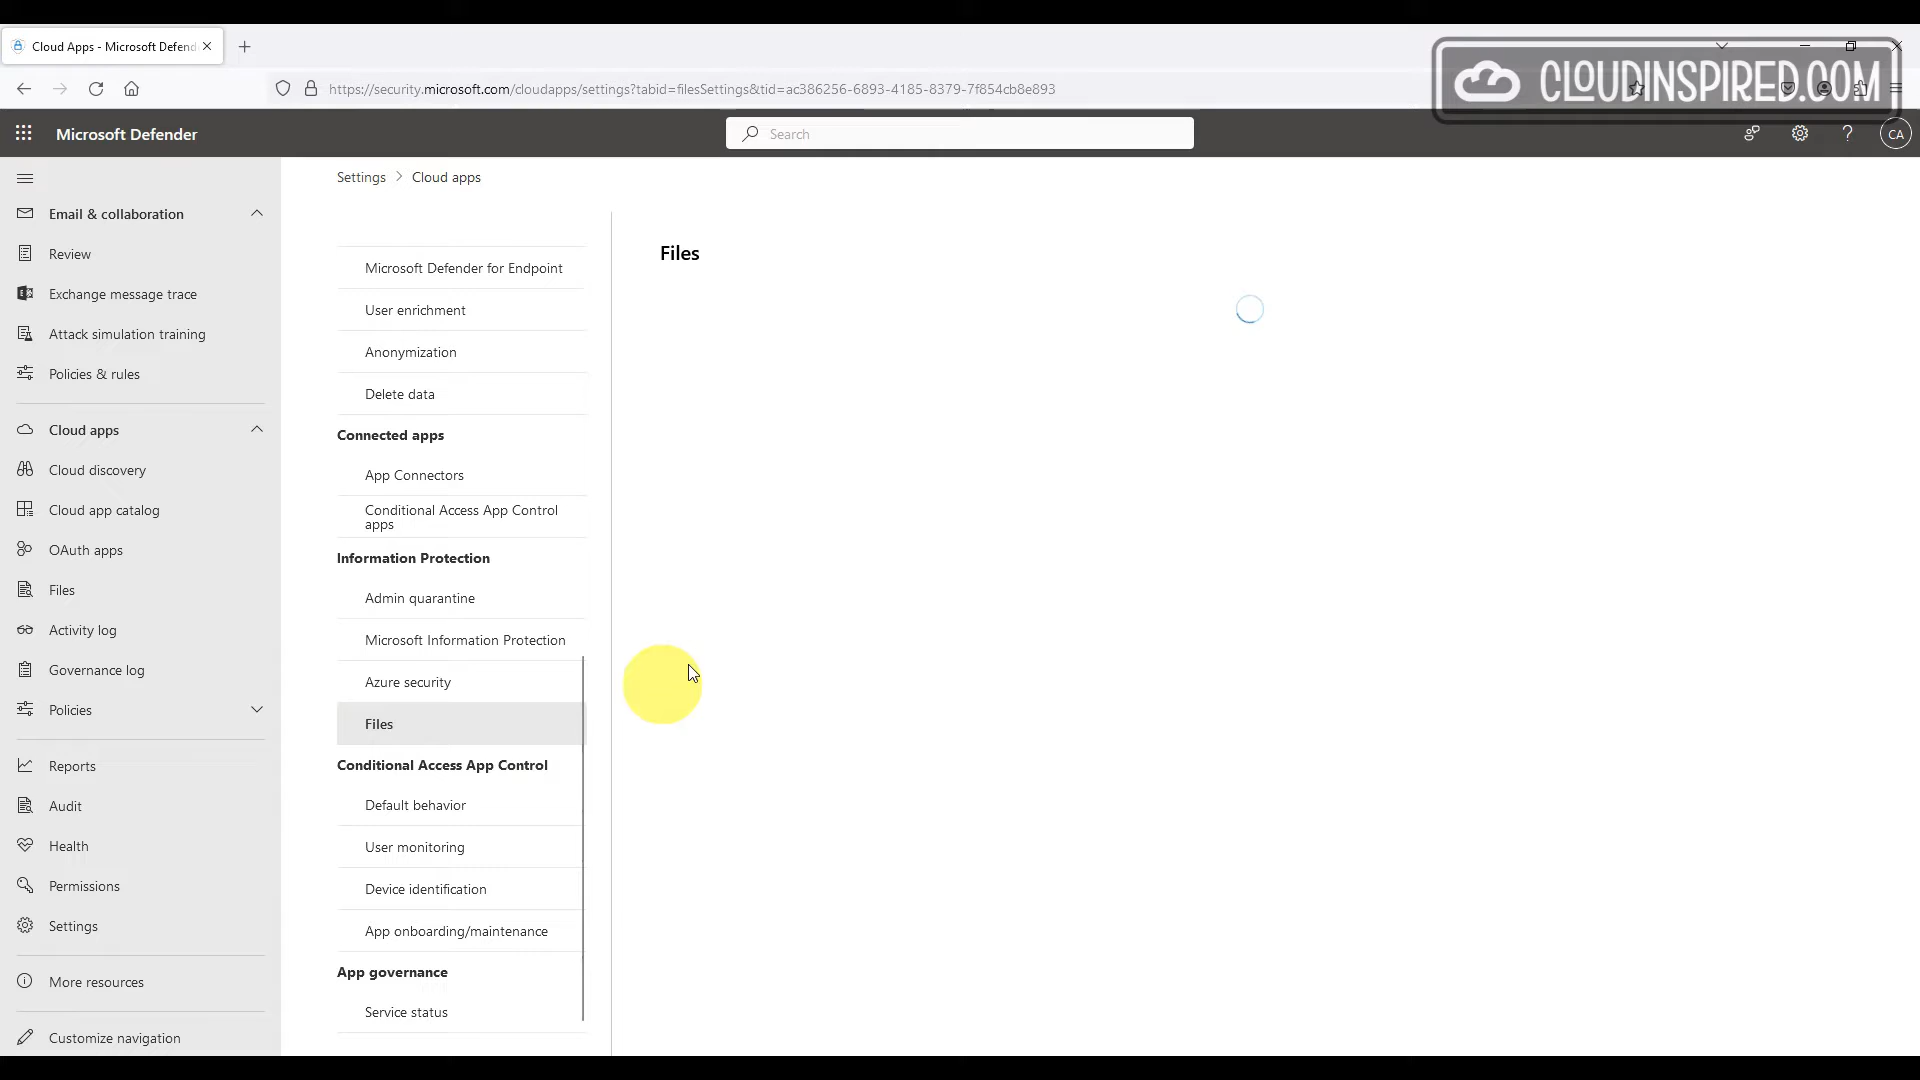 Cloud Apps - Microsoft Defend
https://security.microsoft.com/cloudapps/settings?tabid=filesSettings&tid=ac386256-6893-4185-8379-7f854cb8e893
CLOUDINSPIRED.COM
Microsoft Defender
Search
?
CA
Email & collaboration
Review
Exchange message trace
Attack simulation training
Policies & rules
Cloud apps
Cloud discovery
Cloud app catalog
OAuth apps
Files
Activity log
Governance log
Policies
Reports
Audit
Health
Permissions
Settings
More resources
Customize navigation
Settings > Cloud apps
Microsoft Defender for Endpoint
User enrichment
Anonymization
Delete data
Connected apps
App Connectors
Conditional Access App Control
apps
Information Protection
Admin quarantine
Microsoft Information Protection
Azure security
Files
Conditional Access App Control
Default behavior
User monitoring
Device identification
App onboarding/maintenance
App governance
Service status
Files